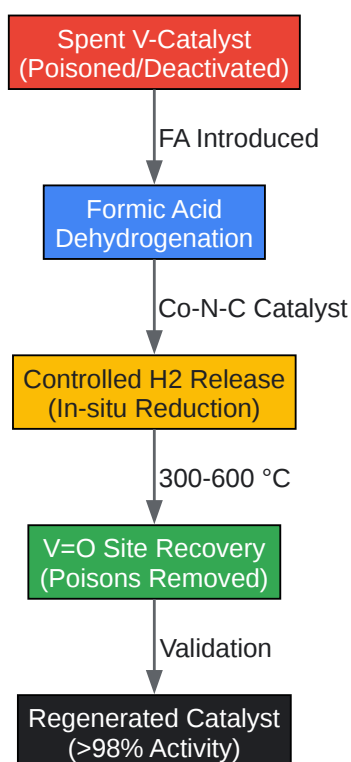 Spent V-Catalyst
(Poisoned/Deactivated)
FA Introduced
Formic Acid
Dehydrogenation
Co-N-C Catalyst
Controlled H2 Release
(In-situ Reduction)
300-600 °C
V=O Site Recovery
(Poisons Removed)
Validation
Regenerated Catalyst
(>98% Activity)